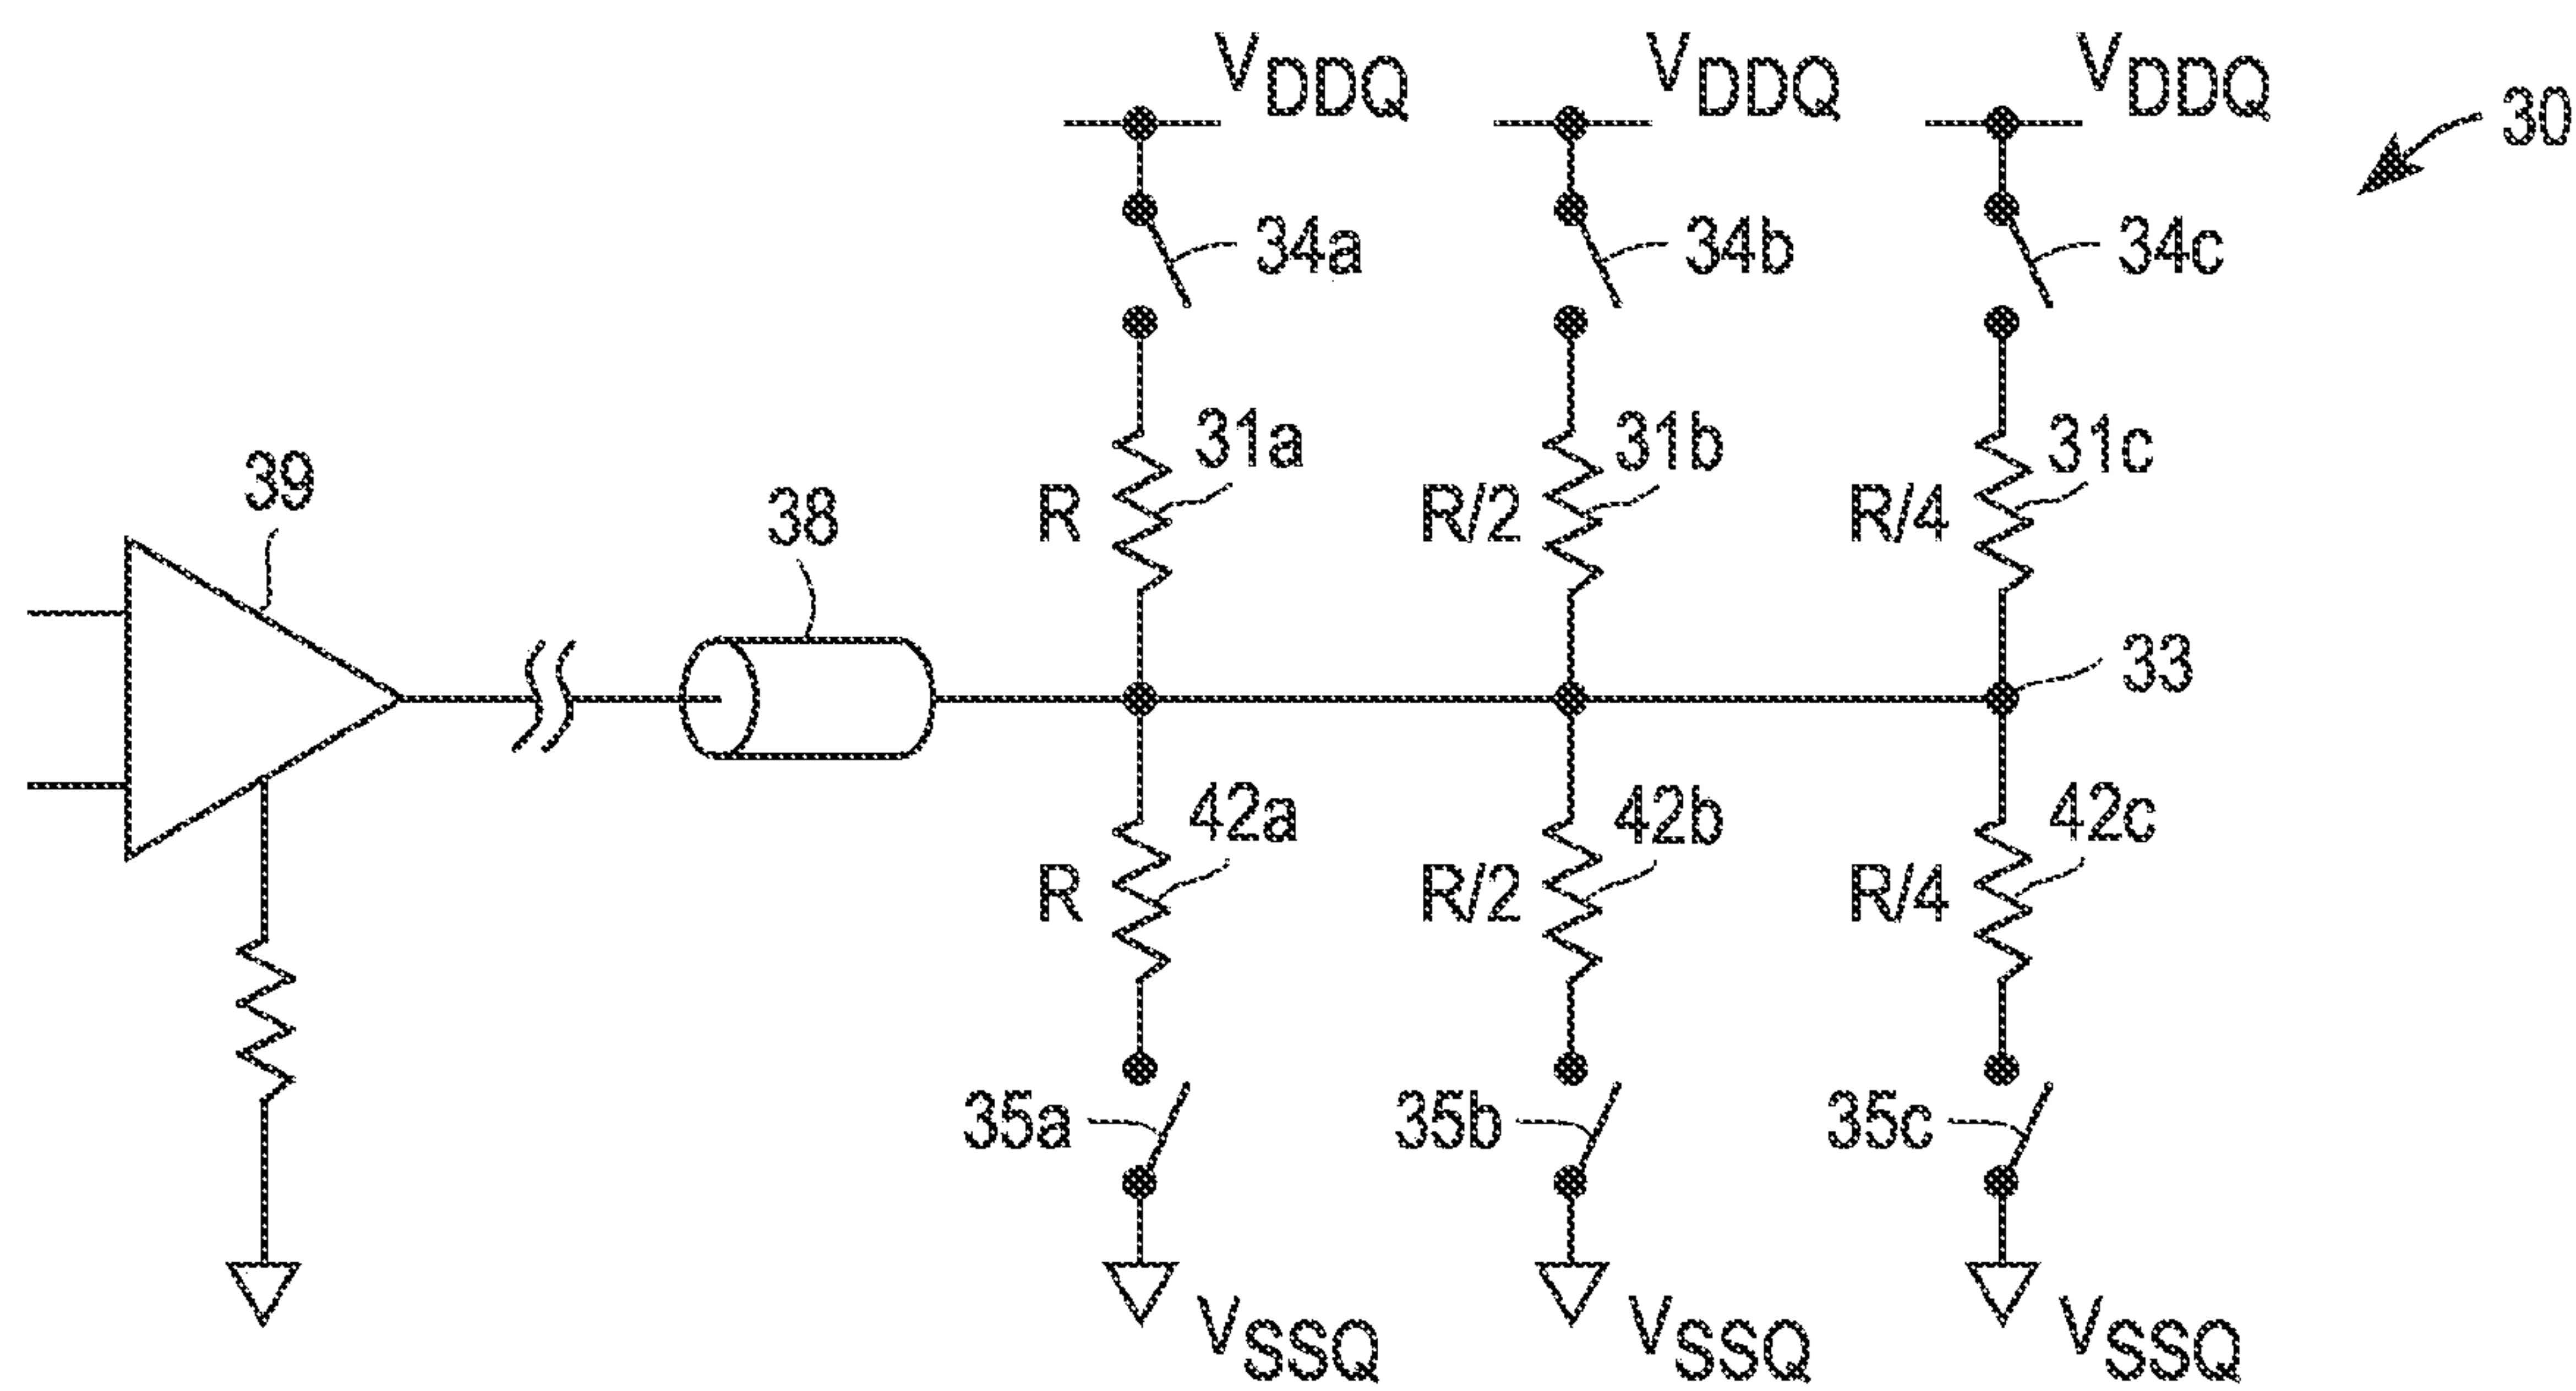 VDDQ VDDQ VDDQ
30
34a 34b 34c
31a 31b 31c
39
38
R R/2 R/4
33
42a 42b 42c
R R/2 R/4
35a 35b 35c
VSSQ VSSQ VSSQ